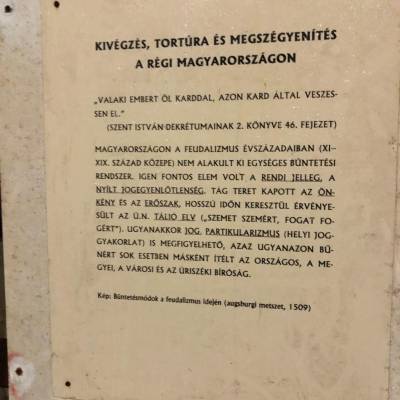 KIVÉGZÉS, TORTÚRA ÉS MEGSZÉGYENÍTÉS
A RÉGI MAGYARORSZÁGON
„VALAKI EMBERT ÖL KARDDAL, AZON KARD ÁLTAL VESZES-
SEN EL.”
(SZENT ISTVÁN DEKRÉTUMAINAK 2. KÖNYVE 46. FEJEZET)
MAGYARORSZÁGON A FEUDALIZMUS ÉVSZÁZADAIBAN (XI–
XIX. SZÁZAD KÖZEPE) NEM ALAKULT KI EGYSÉGES BÜNTETÉSI
RENDSZER. IGEN FONTOS ELEM VOLT A RENDI JELLEG, A
NYÍLT JOGEGYENLŐTLENSÉG. TÁG TERET KAPOTT AZ ÖN-
KÉNY ÉS AZ ERŐSZAK, HOSSZÚ IDŐN KERESZTÜL ÉRVÉNYE-
SÜLT AZ Ú.N. TÁLIO ELV („SZEMET SZEMÉRT, FOGAT FO-
GÉRT”). UGYANAKKOR JOG PARTIKULARIZMUS (HELYI JOG-
GYAKORLAT) IS MEGFIGYELHETŐ, AZAZ UGYANAZON BŰ-
NÉRT SOK ESETBEN MÁSKÉNT ÍTÉLT AZ ORSZÁGOS, A ME-
GYEI, A VÁROSI ÉS AZ ÚRISZÉKI BÍRÓSÁG.
Kép: Büntetésmódok a feudalizmus idején (augsburgi metszet, 1509)